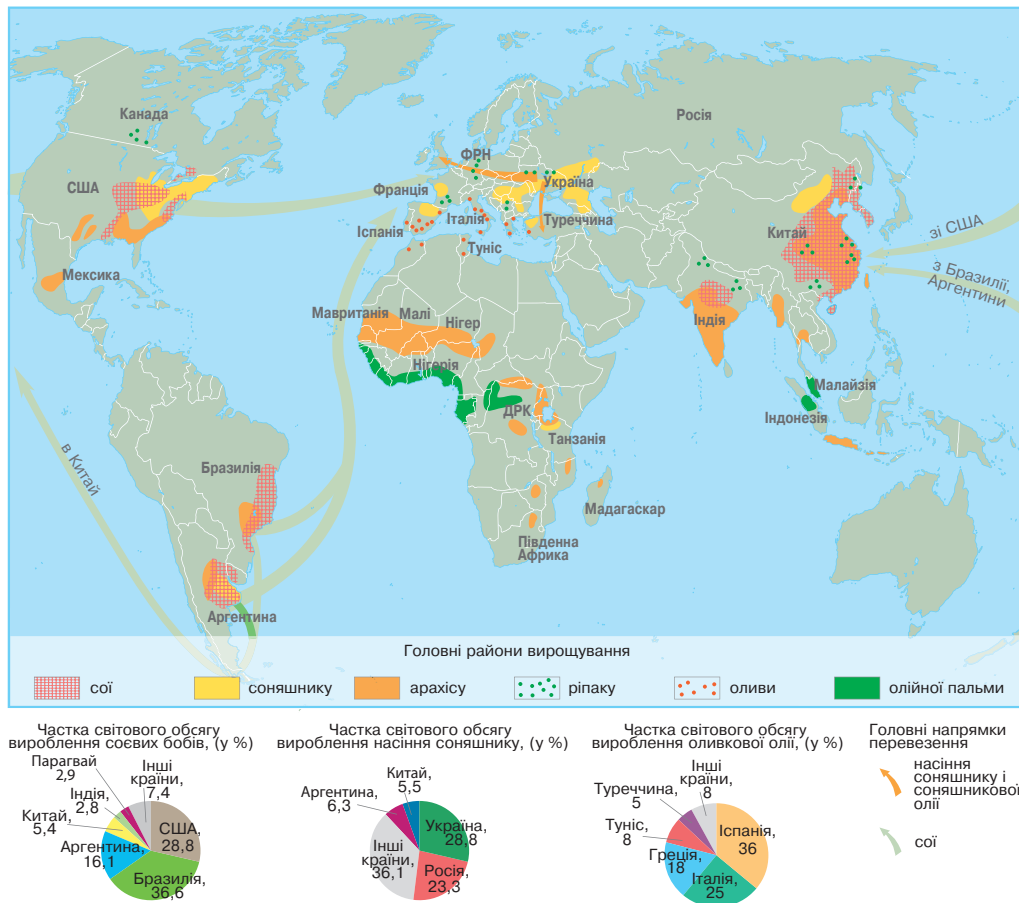 Канада
Росія
США
ФРН
Україна
Франція
Італія
Туреччина
Іспанія
Туніс
Китай
зі США
з Бразилії,
Аргентини
Мексика
Мавританія
Малі
Нігер
Індія
Нігерія
Малайзія
ДРК
Індонезія
Танзанія
в Китай
Бразилія
Мадагаскар
Південна
Африка
Аргентина
Головні райони вирощування
сої
соняшнику
арахісу
ріпаку
оливи
олійної пальми
Частка світового обсягу
вироблення соєвих бобів, (у %)
Парагвай
2,9
Інші
країни,
7,4
Індія,
2,8
Китай,
5,4
США,
28,8
Аргентина,
16,1
Бразилія,
36,6
Частка світового обсягу
вироблення насіння соняшнику, (у %)
Китай,
5,5
Аргентина,
6,3
Україна,
28,8
Інші
країни,
36,1
Росія,
23,3
Частка світового обсягу
вироблення оливкової олії, (у %)
Інші
країни,
8
Туреччина,
5
Туніс,
8
Іспанія,
36
Греція,
18
Італія,
25
Головні напрямки
перевезення
насіння
соняшнику і
соняшникової
олії
сої